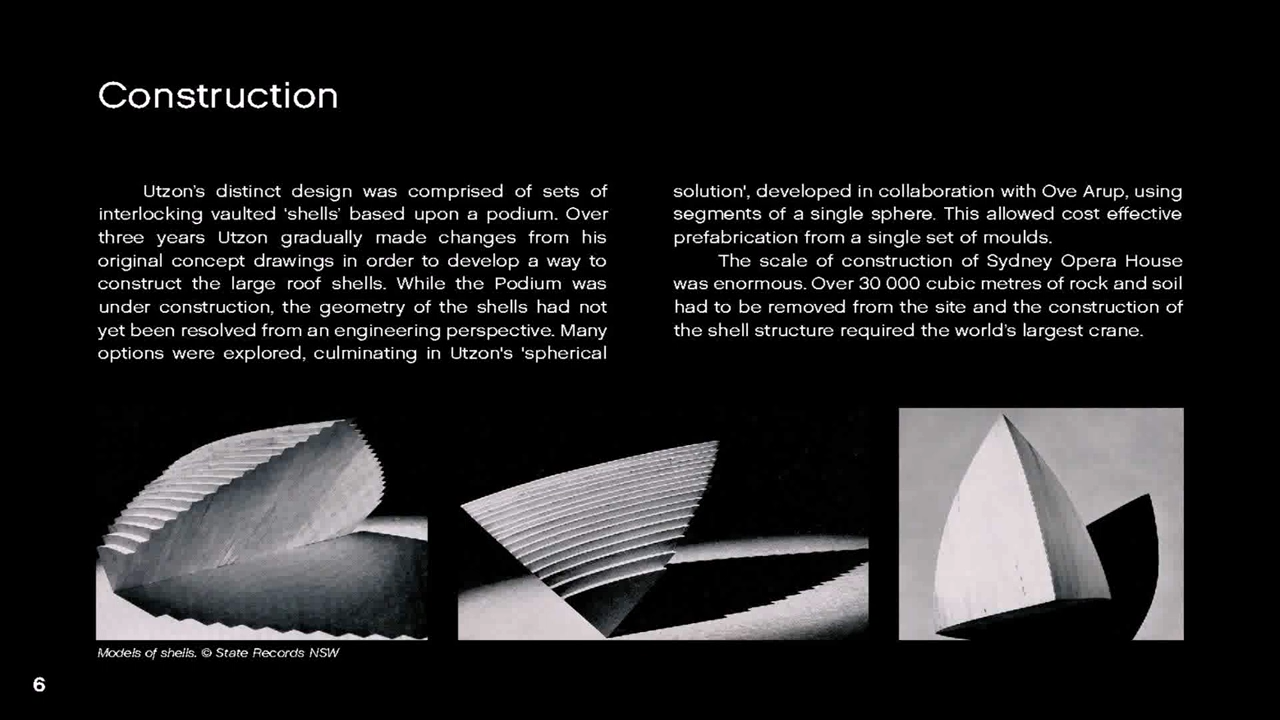 Construction
Utzon’s distinct design was comprised of sets of
interlocking vaulted ‘shells’ based upon a podium. Over
three years Utzon gradually made changes from his
original concept drawings in order to develop a way to
construct the large roof shells. While the Podium was
under construction, the geometry of the shells had not
yet been resolved from an engineering perspective. Many
options were explored, culminating in Utzon's 'spherical
solution', developed in collaboration with Ove Arup, using
segments of a single sphere. This allowed cost effective
prefabrication from a single set of moulds.
The scale of construction of Sydney Opera House
was enormous. Over 30 000 cubic metres of rock and soil
had to be removed from the site and the construction of
the shell structure required the world’s largest crane.
Models of shells. © State Records NSW
6